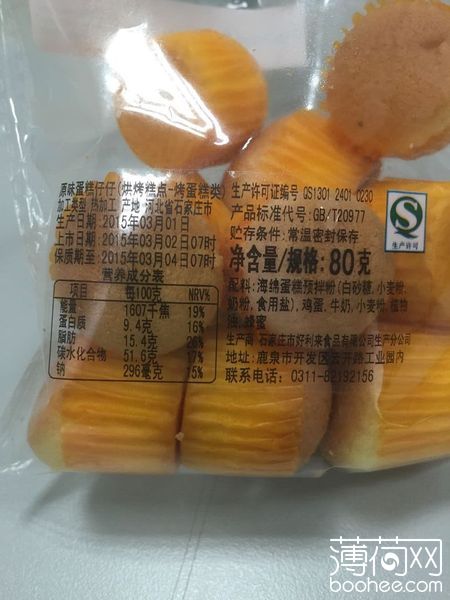 原味蛋糕仔仔(烘烤糕点-烤蛋糕类)
加工类型 热加工 产地 河北省石家庄市
生产日期:2015年03月01日
上市日期:2015年03月02日07时
保质期至:2015年03月04日07时
营养成分表
项目 每100克 NRV%
能量 1607千焦 19%
蛋白质 9.4克 16%
脂肪 15.4克 26%
碳水化合物 51.6克 17%
钠 296毫克 15%
生产许可证编号 QS1301 2401 0230
产品标准代号:GB/T20977
贮存条件:常温密封保存
净含量/规格:80克
配料:海绵蛋糕预拌粉(白砂糖,小麦粉,
奶粉,食用盐),鸡蛋,牛奶,小麦粉,植物
油,蜂蜜
生产商 石家庄市好利来食品有限公司生产分公司
地址:鹿泉市开发区云开路工业园内
联系电话:0311-82192156
生产许可
薄荷网
boohee.com